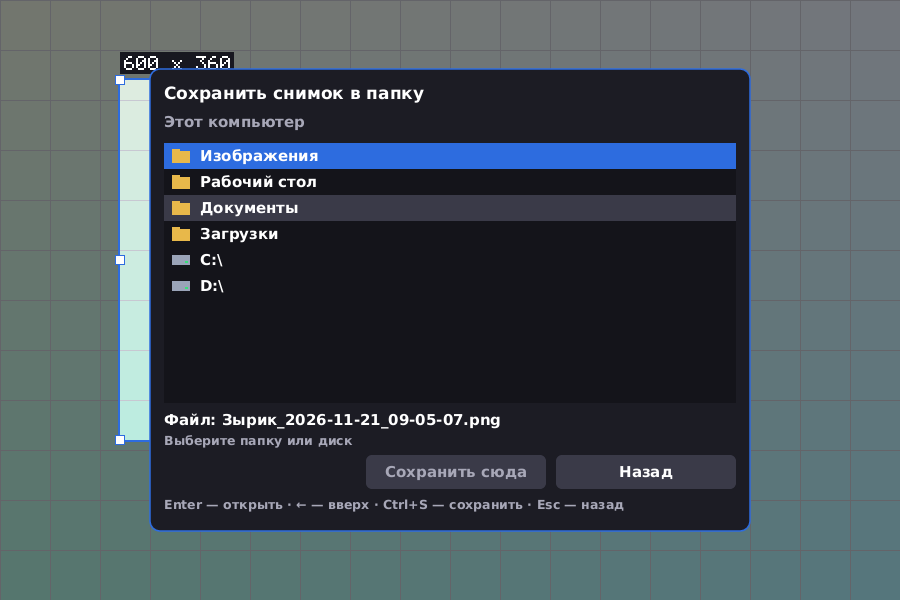 600 x 360
Сохранить снимок в папку
Этот компьютер
Изображения
Рабочий стол
Документы
Загрузки
C:\
D:\
Файл: Зырик_2026-11-21_09-05-07.png
Выберите папку или диск
Сохранить сюда
Назад
Enter — открыть · ← — вверх · Ctrl+S — сохранить · Esc — назад